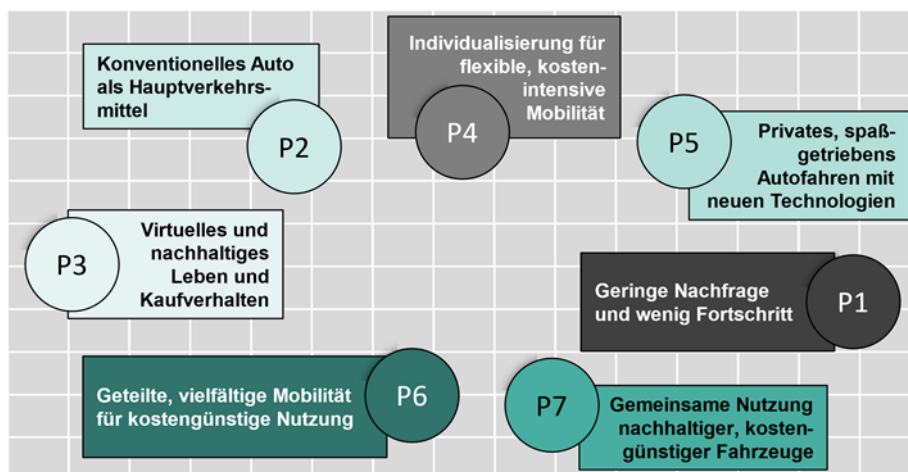 Konventionelles Auto
als Hauptverkehrs-
mittel
P2
Individualisierung für
flexible, kosten-
intensive
Mobilität
P4
P5
Privates, spaß-
getriebens
Autofahren mit
neuen Technologien
P3
Virtuelles und
nachhaltiges
Leben und
Kaufverhalten
Geringe Nachfrage
und wenig Fortschritt
P1
Geteilte, vielfältige Mobilität
für kostengünstige Nutzung
P6
P7
Gemeinsame Nutzung
nachhaltiger, kosten-
günstiger Fahrzeuge